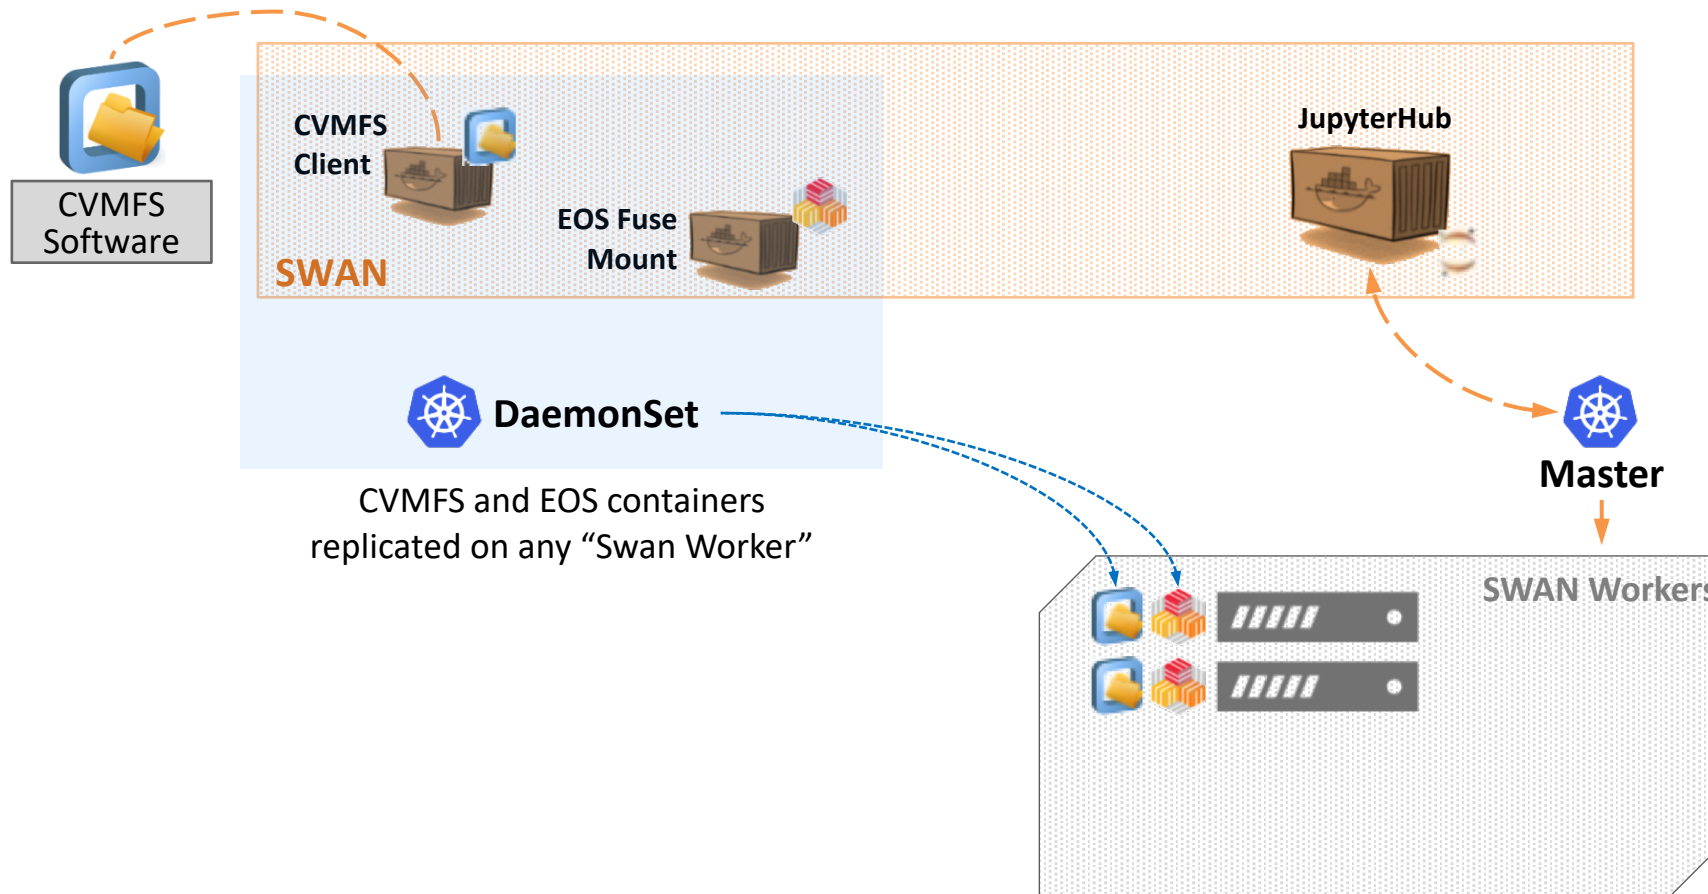 CVMFS
Software
CVMFS
Client
EOS Fuse
Mount
SWAN
JupyterHub
DaemonSet
CVMFS and EOS containers
replicated on any “Swan Worker”
Master
SWAN Workers